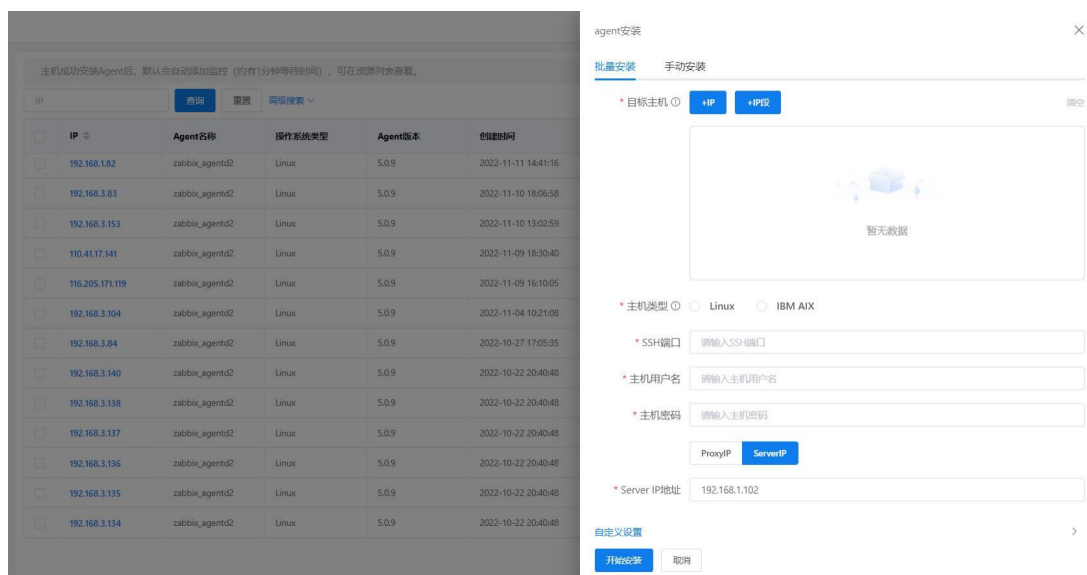 主机成功安装Agent后，默认会自动添加监控（约有1分钟等待时间），可在资源列表查看。
IP 查询 重置 高级搜索
IP Agent名称 操作系统类型 Agent版本 创建时间
192.168.1.82 zabbix_agentd2 Linux 5.0.9 2022-11-11 14:41:16
192.168.3.83 zabbix_agentd2 Linux 5.0.9 2022-11-10 18:06:58
192.168.3.153 zabbix_agentd2 Linux 5.0.9 2022-11-10 13:02:59
110.41.17.141 zabbix_agentd2 Linux 5.0.9 2022-11-09 18:30:40
116.205.171.119 zabbix_agentd2 Linux 5.0.9 2022-11-09 16:10:05
192.168.3.104 zabbix_agentd2 Linux 5.0.9 2022-11-04 10:21:08
192.168.3.84 zabbix_agentd2 Linux 5.0.9 2022-10-27 17:05:35
192.168.3.140 zabbix_agentd2 Linux 5.0.9 2022-10-22 20:40:48
192.168.3.138 zabbix_agentd2 Linux 5.0.9 2022-10-22 20:40:48
192.168.3.137 zabbix_agentd2 Linux 5.0.9 2022-10-22 20:40:48
192.168.3.136 zabbix_agentd2 Linux 5.0.9 2022-10-22 20:40:48
192.168.3.135 zabbix_agentd2 Linux 5.0.9 2022-10-22 20:40:48
192.168.3.134 zabbix_agentd2 Linux 5.0.9 2022-10-22 20:40:48
agent安装
批量安装 手动安装
* 目标主机 +IP +IP段 清空
暂无数据
* 主机类型 Linux IBM AIX
* SSH端口 请输入SSH端口
* 主机用户名 请输入主机用户名
* 主机密码 请输入主机密码
ProxyIP ServerIP
* Server IP地址 192.168.1.102
自定义设置
开始安装 取消